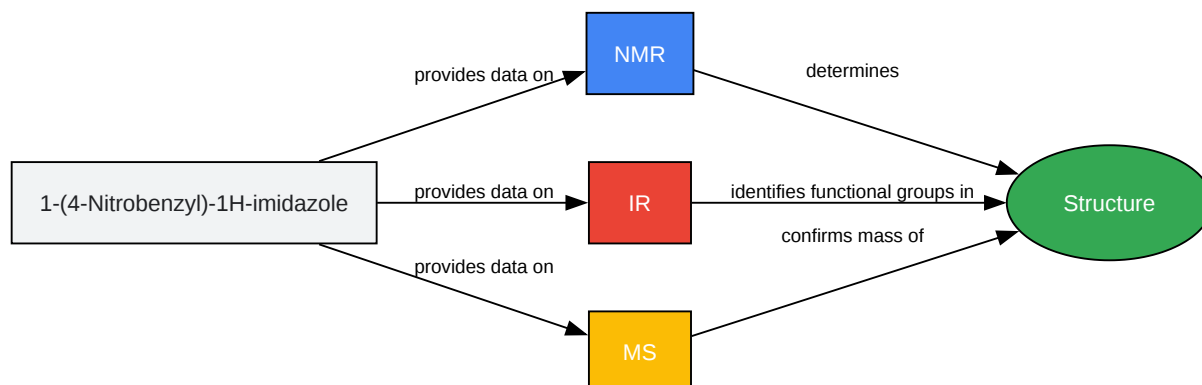 NMR
determines
provides data on
1-(4-Nitrobenzyl)-1H-imidazole
provides data on
IR
identifies functional groups in
Structure
confirms mass of
provides data on
MS